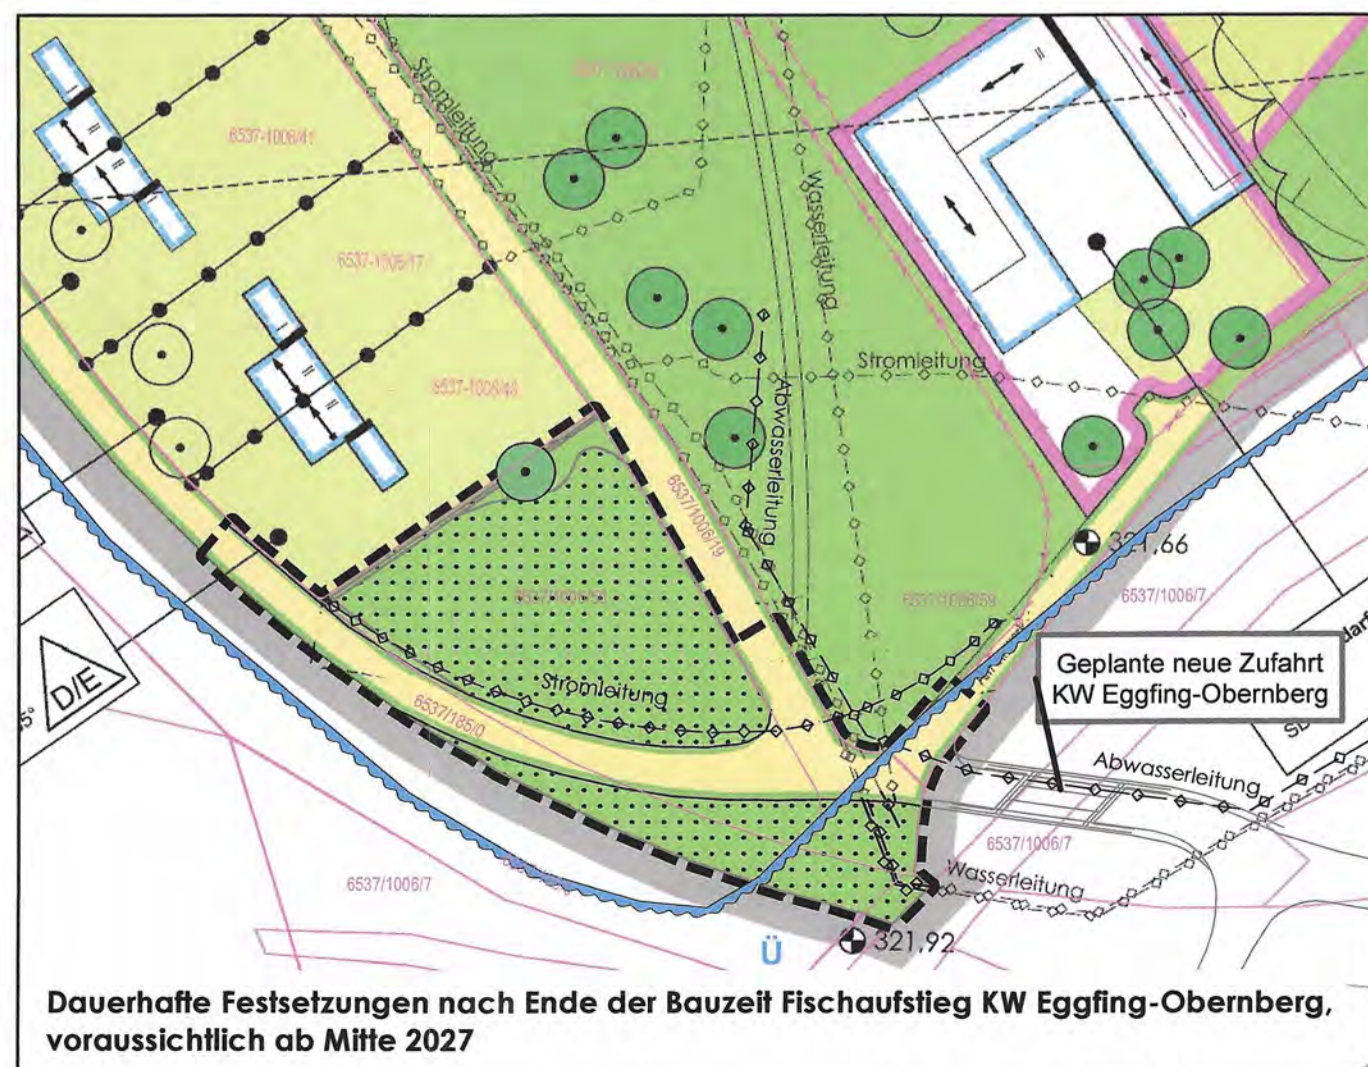 Stromleitung
6537-1006/41
Wasserleitung
6537-1006/17
Stromleitung
6537-1006/48
Abwasserleitung
6537/1006/19
321,66
6537/1006/59
6537/1006/7
Geplante neue Zufahrt
KW Eggfing-Obernberg
D/E
Stromleitung
6537/185/0
Abwasserleitung
6537/1006/7
6537/1006/7
Wasserleitung
Ü
321,92
Dauerhafte Festsetzungen nach Ende der Bauzeit Fischaufstieg KW Eggfing-Obernberg,
voraussichtlich ab Mitte 2027